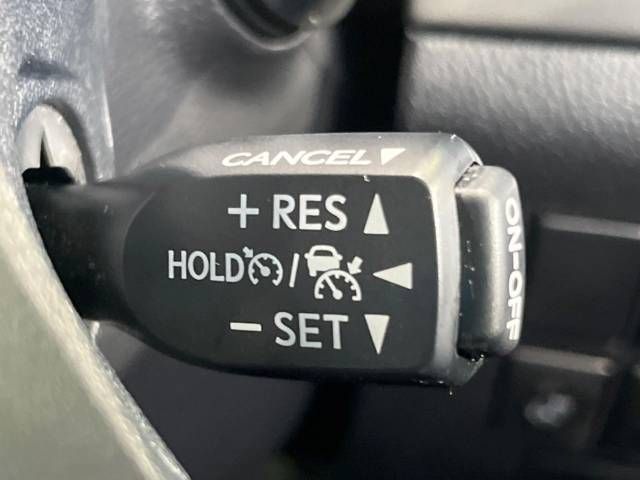 CANCEL
+ RES
HOLD /
− SET
ON-OFF